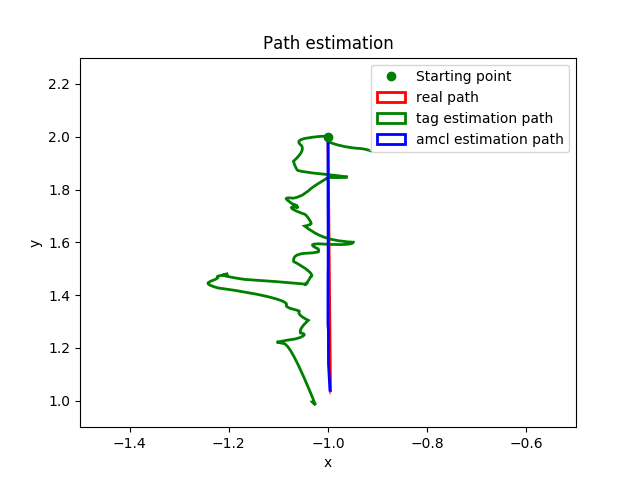 Path estimation
Starting point
real path
tag estimation path
amcl estimation path
2.2
2.0
1.8
1.6
1.4
1.2
1.0
y
−1.4
−1.2
−1.0
−0.8
−0.6
x